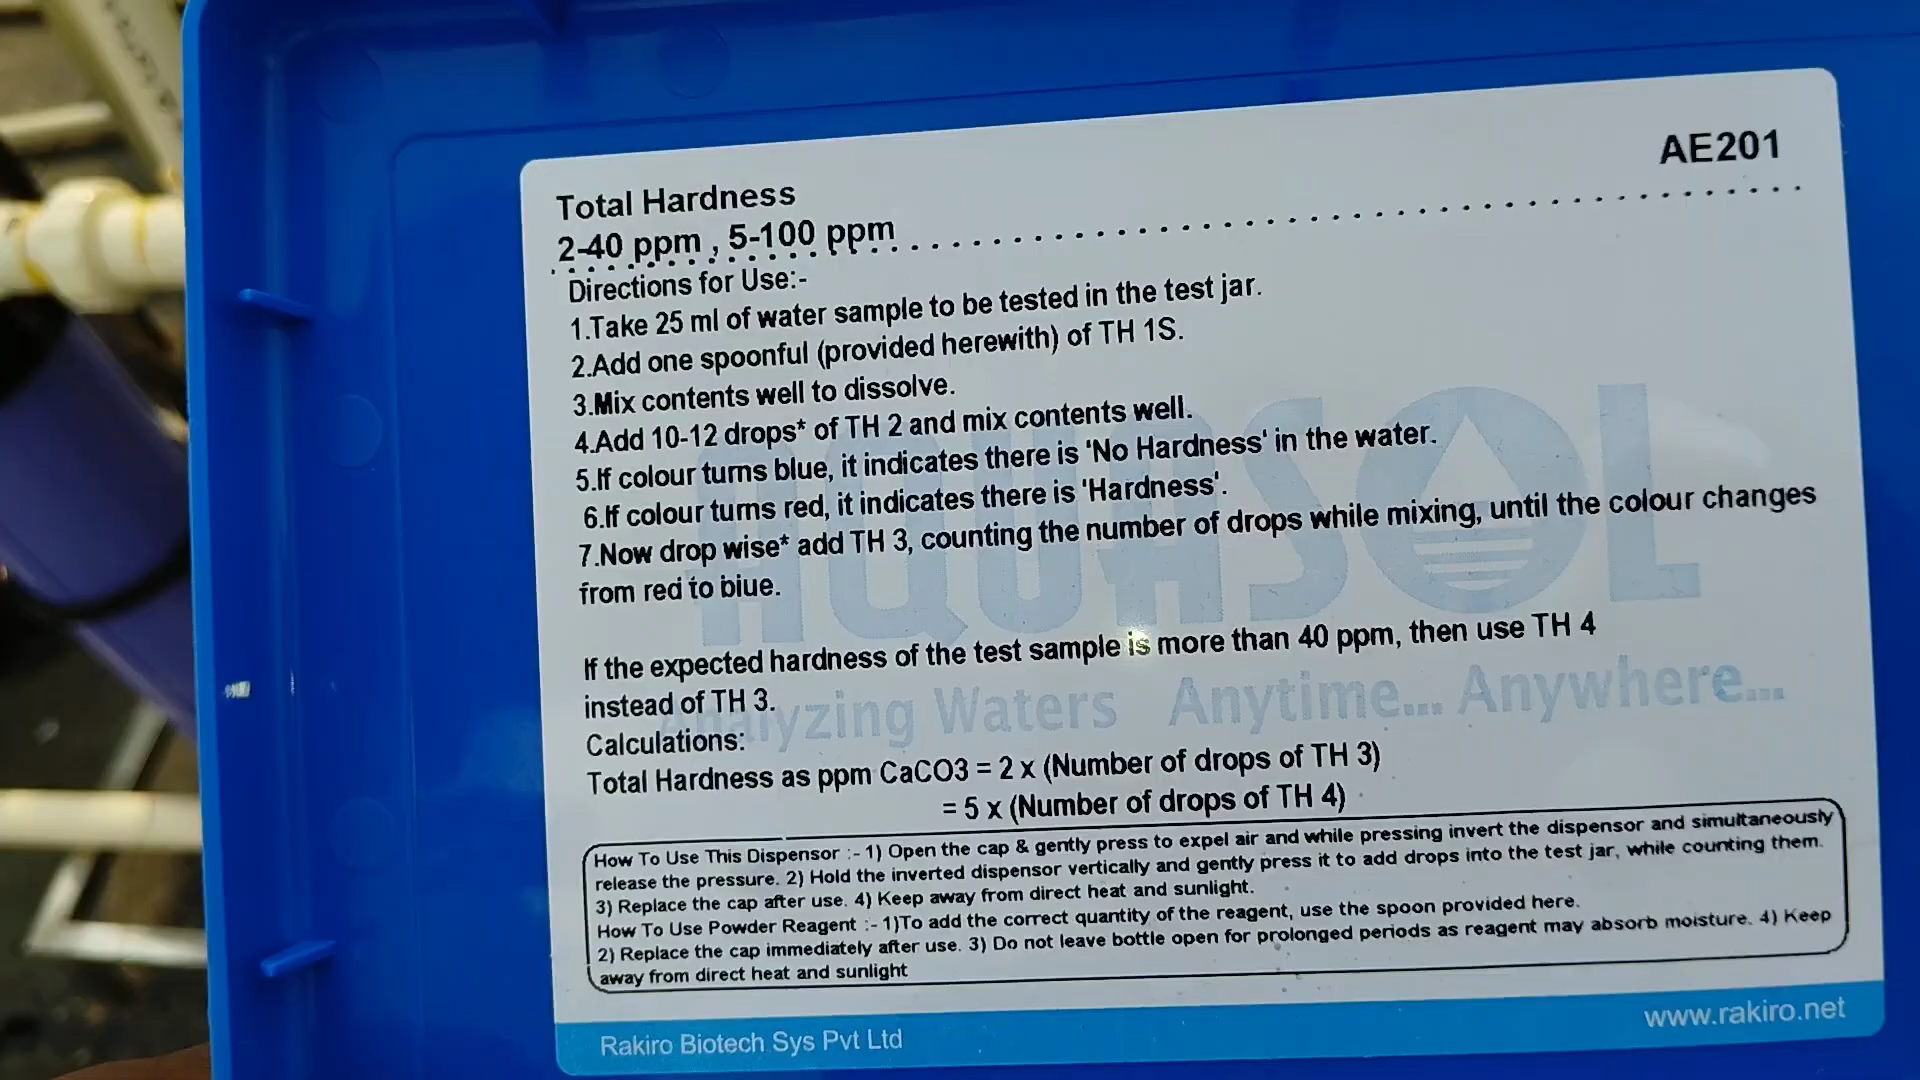 AE201
Total Hardness
2-40 ppm , 5-100 ppm
Directions for Use:-
1.Take 25 ml of water sample to be tested in the test jar.
2.Add one spoonful (provided herewith) of TH 1S.
3.Mix contents well to dissolve.
4.Add 10-12 drops* of TH 2 and mix contents well.
5.If colour turns blue, it indicates there is 'No Hardness' in the water.
6.If colour turns red, it indicates there is 'Hardness'.
7.Now drop wise* add TH 3, counting the number of drops while mixing, until the colour changes
from red to blue.
If the expected hardness of the test sample is more than 40 ppm, then use TH 4
instead of TH 3.
Calculations:
Total Hardness as ppm CaCO3 = 2 x (Number of drops of TH 3)
= 5 x (Number of drops of TH 4)
How To Use This Dispensor :- 1) Open the cap & gently press to expel air and while pressing invert the dispensor and simultaneously
release the pressure. 2) Hold the inverted dispensor vertically and gently press it to add drops into the test jar, while counting them.
3) Replace the cap after use. 4) Keep away from direct heat and sunlight.
How To Use Powder Reagent :- 1)To add the correct quantity of the reagent, use the spoon provided here.
2) Replace the cap immediately after use. 3) Do not leave bottle open for prolonged periods as reagent may absorb moisture. 4) Keep
away from direct heat and sunlight
AQUASOL
Analyzing Waters Anytime... Anywhere...
Rakiro Biotech Sys Pvt Ltd
www.rakiro.net